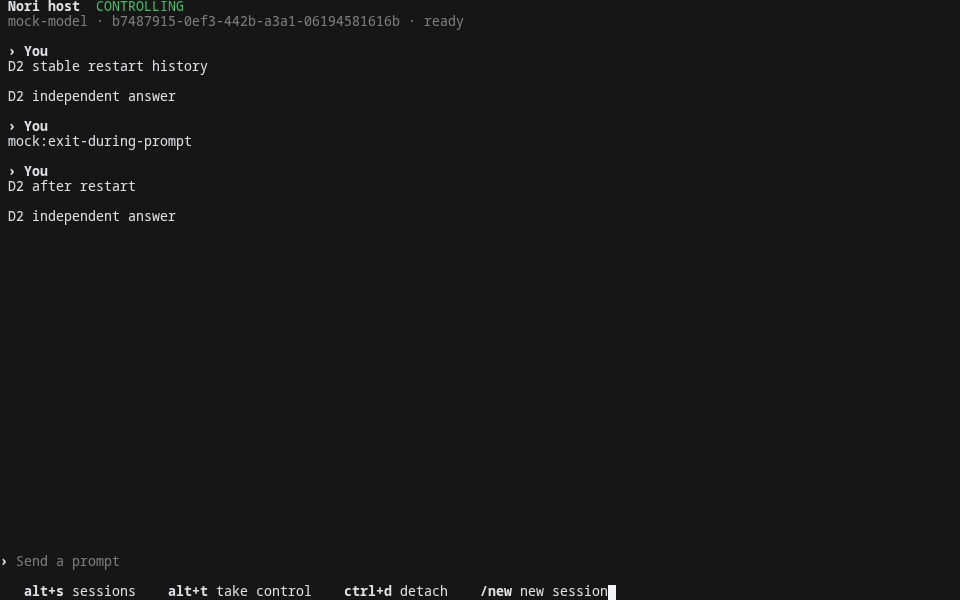 Nori host  CONTROLLING
mock-model · b7487915-0ef3-442b-a3a1-06194581616b · ready
› You
D2 stable restart history
D2 independent answer
› You
mock:exit-during-prompt
› You
D2 after restart
D2 independent answer
› Send a prompt
alt+s sessions    alt+t take control    ctrl+d detach    /new new session